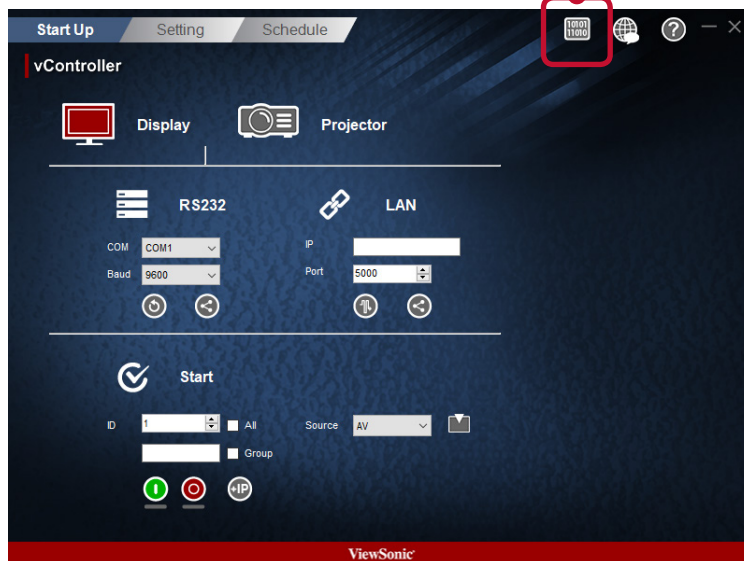 Start Up Setting Schedule
10101
11010
?
vController
Display Projector
RS232 LAN
COM COM1 IP
Baud 9600 Port 5000
Start
ID 1 All Source AV
Group
+IP
ViewSonic